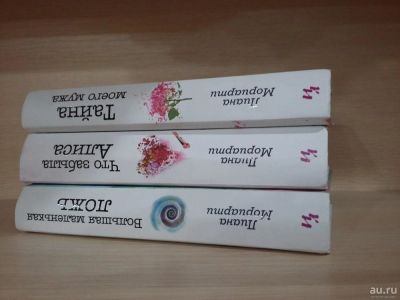 Лиана
Мориарти
Тайна
моего мужа
Лиана
Мориарти
Что забыла
Алиса
Лиана
Мориарти
Большая маленькая
ложь
au.ru